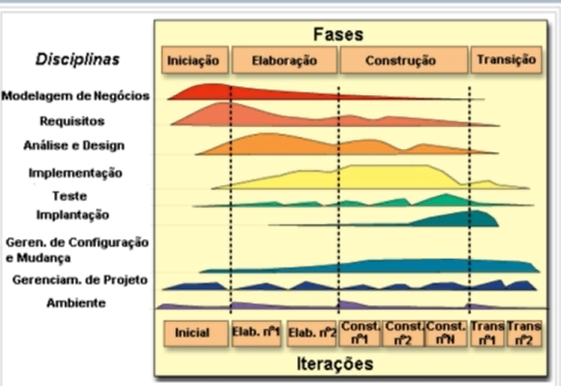 Fases
Disciplinas
Iniciação Elaboração Construção Transição
Modelagem de Negócios
Requisitos
Análise e Design
Implementação
Teste
Implantação
Geren. de Configuração
e Mudança
Gerenciam. de Projeto
Ambiente
Inicial Elab. nº1 Elab. nº2 Const. nº1 Const. nº2 Const. nºN Trans nº1 Trans nº2
Iterações